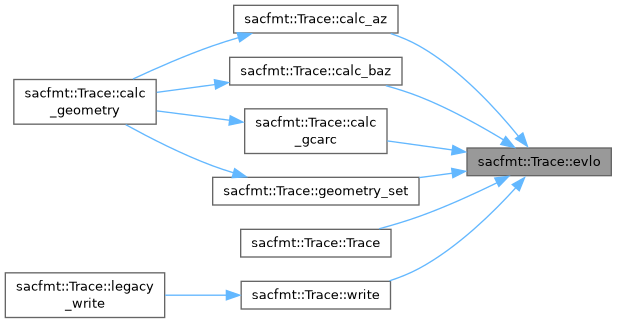 sacfmt::Trace::calc_az
sacfmt::Trace::calc_baz
sacfmt::Trace::calc
_geometry
sacfmt::Trace::calc
_gcarc
sacfmt::Trace::evlo
sacfmt::Trace::geometry_set
sacfmt::Trace::Trace
sacfmt::Trace::legacy
_write
sacfmt::Trace::write